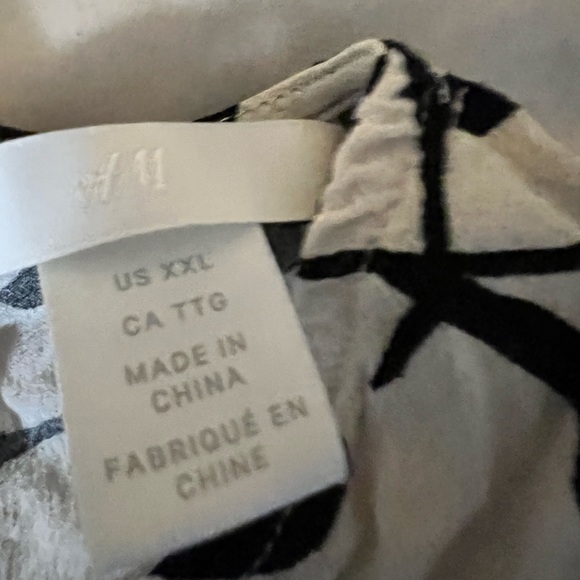 H&M
US XXL
CA TTG
MADE IN
CHINA
FABRIQUÉ EN
CHINE